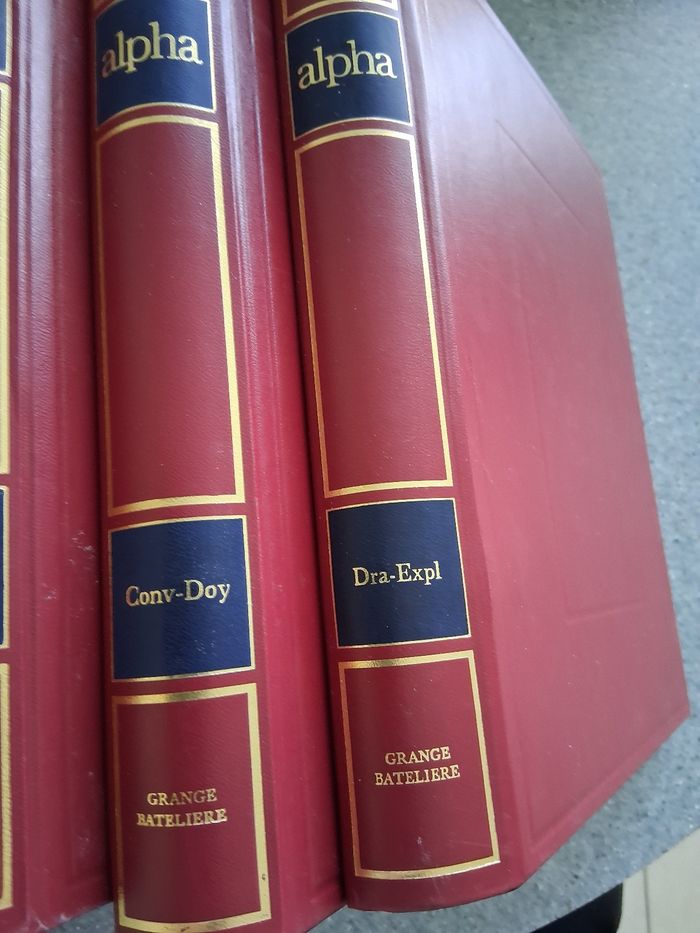 alpha
Conv-Doy
GRANGE
BATELIERE
alpha
Dra-Expl
GRANGE
BATELIERE